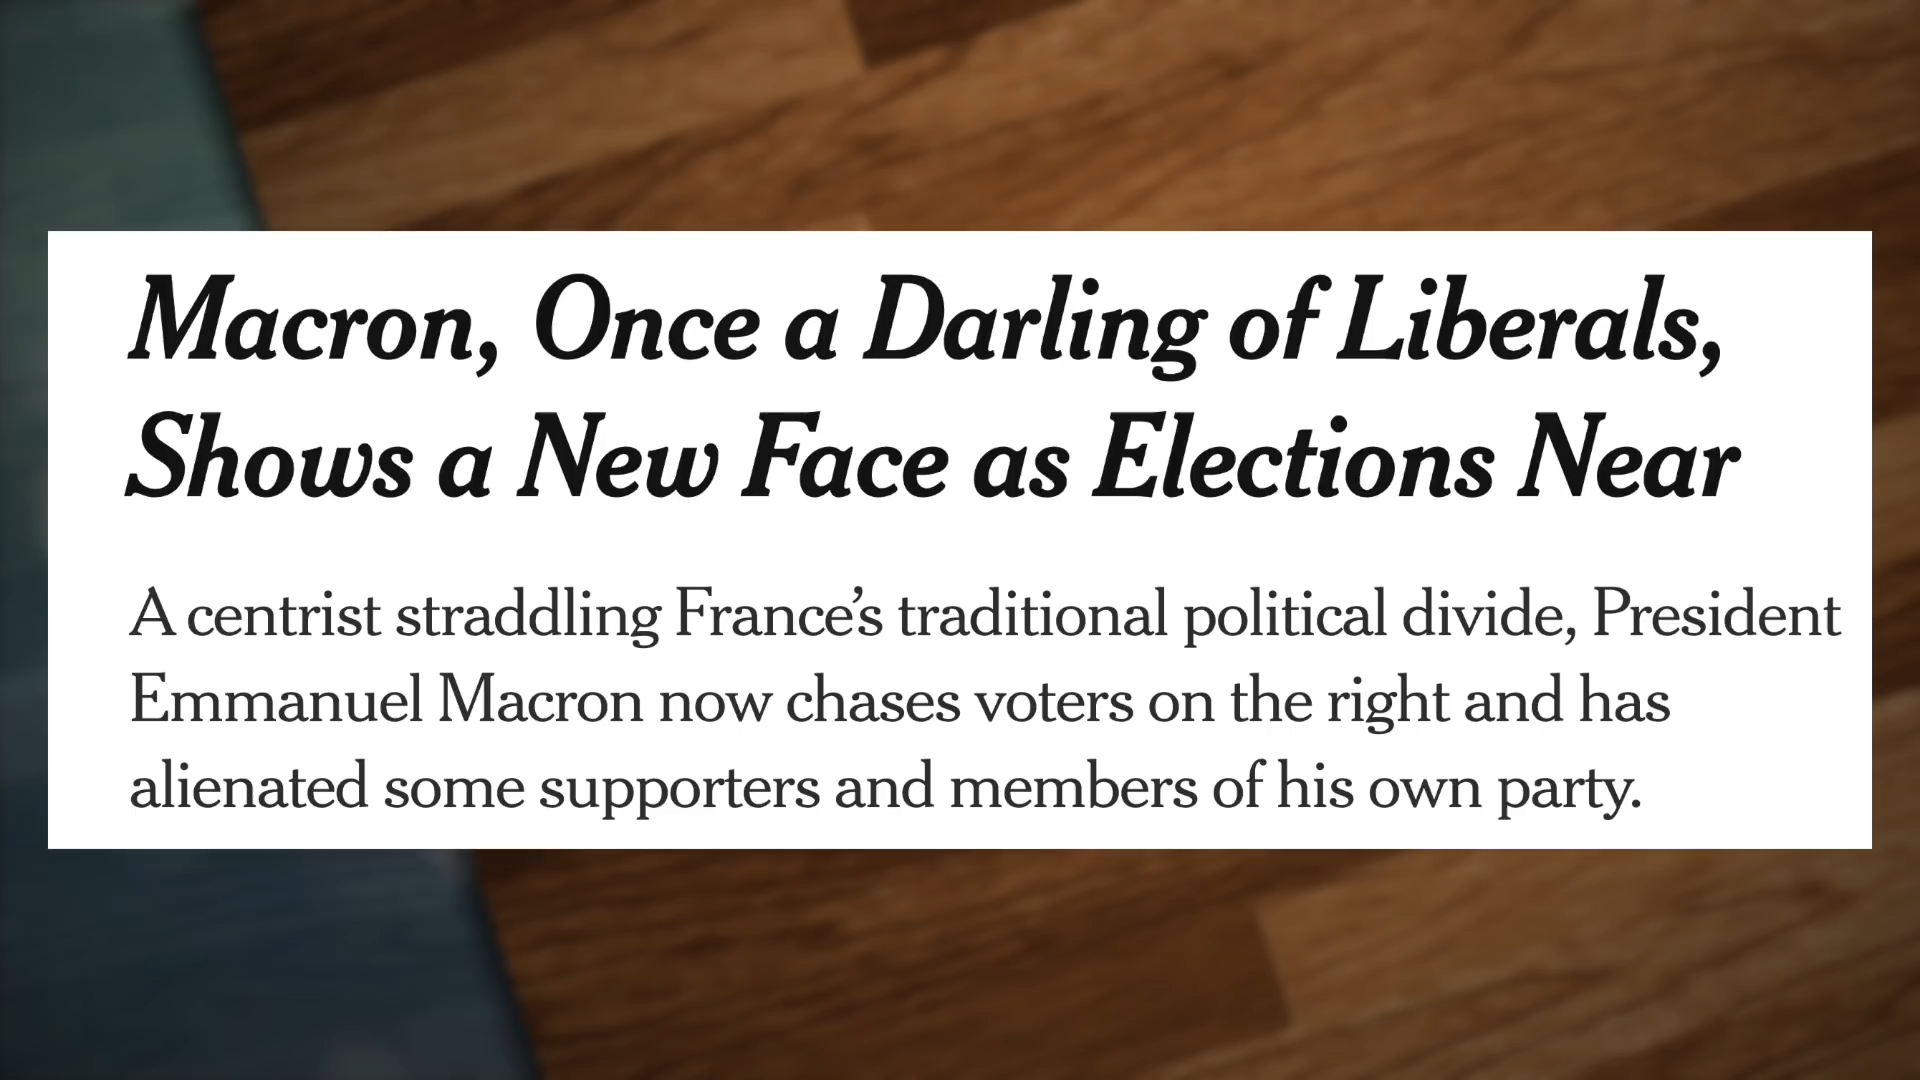 Macron, Once a Darling of Liberals,
Shows a New Face as Elections Near
A centrist straddling France’s traditional political divide, President
Emmanuel Macron now chases voters on the right and has
alienated some supporters and members of his own party.